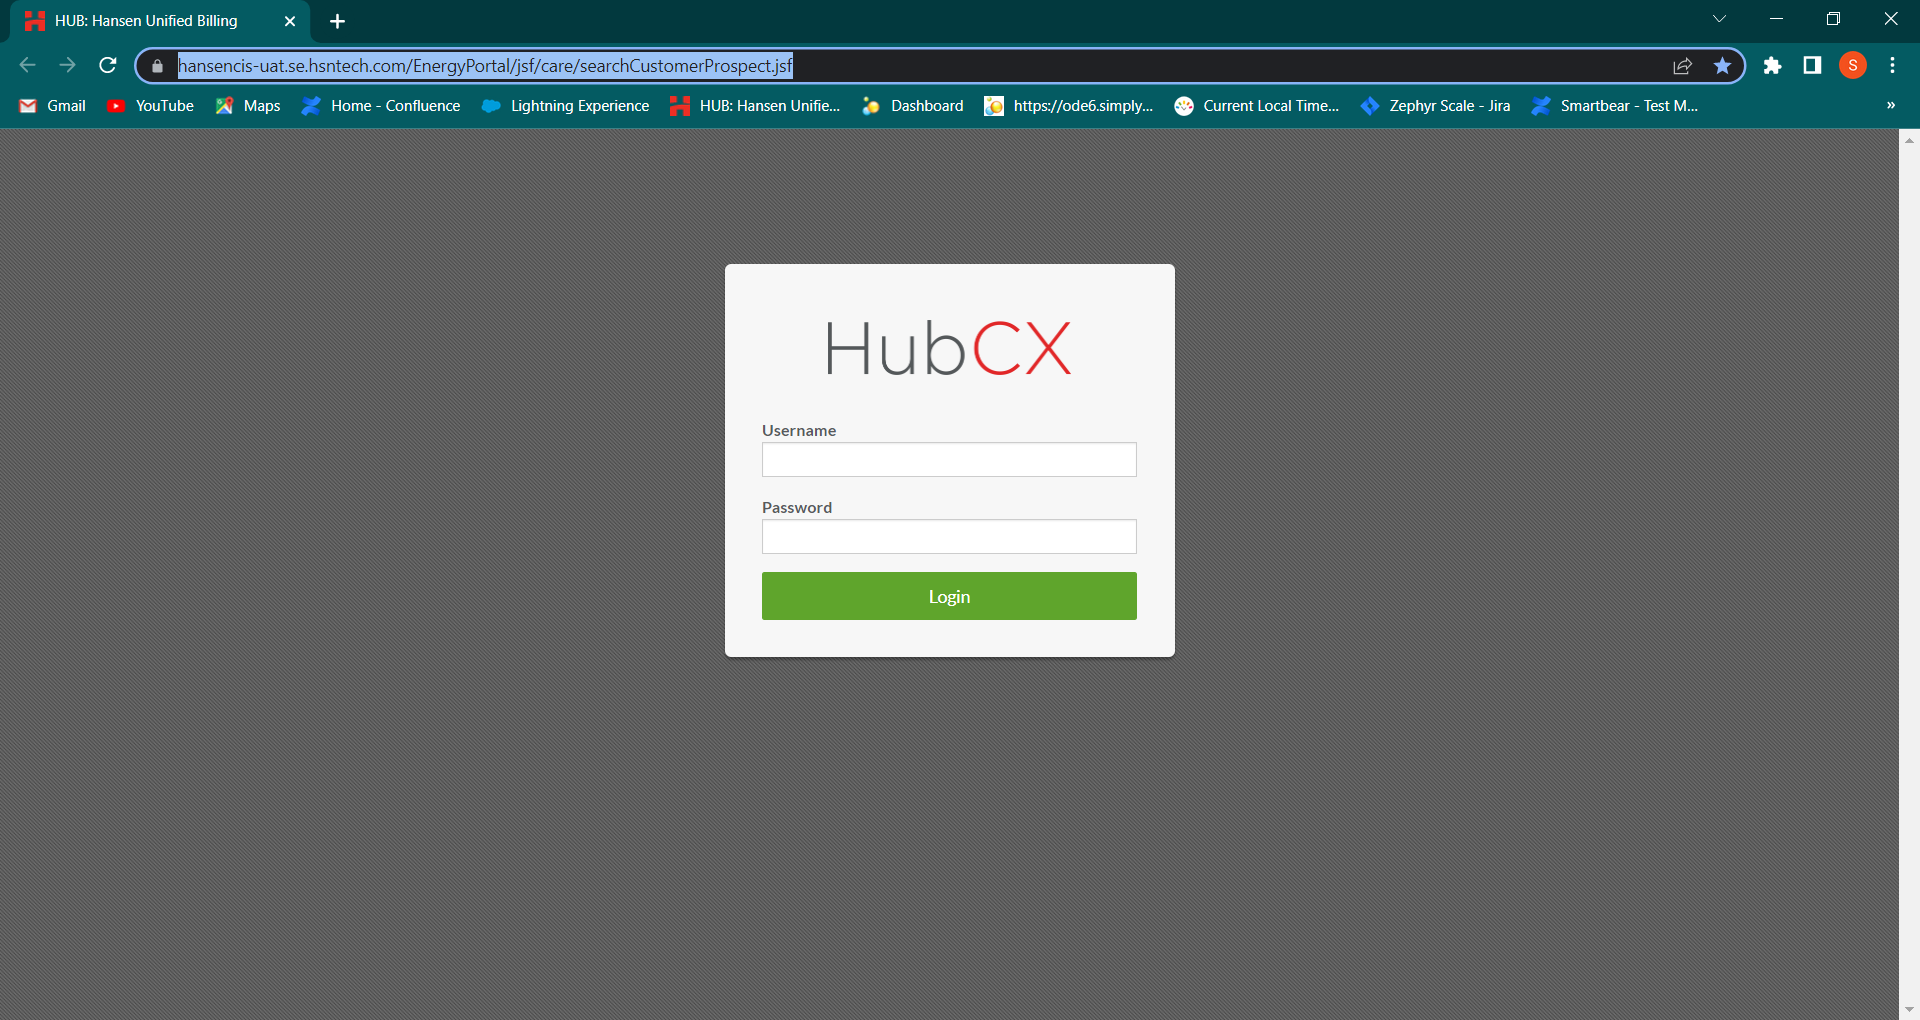 HUB: Hansen Unified Billing
hansencis-uat.se.hsntech.com/EnergyPortal/jsf/care/searchCustomerProspect.jsf
S
Gmail YouTube Maps Home - Confluence Lightning Experience HUB: Hansen Unifie... Dashboard https://ode6.simply... Current Local Time... Zephyr Scale - Jira Smartbear - Test M... »
HubCX
Username
Password
Login